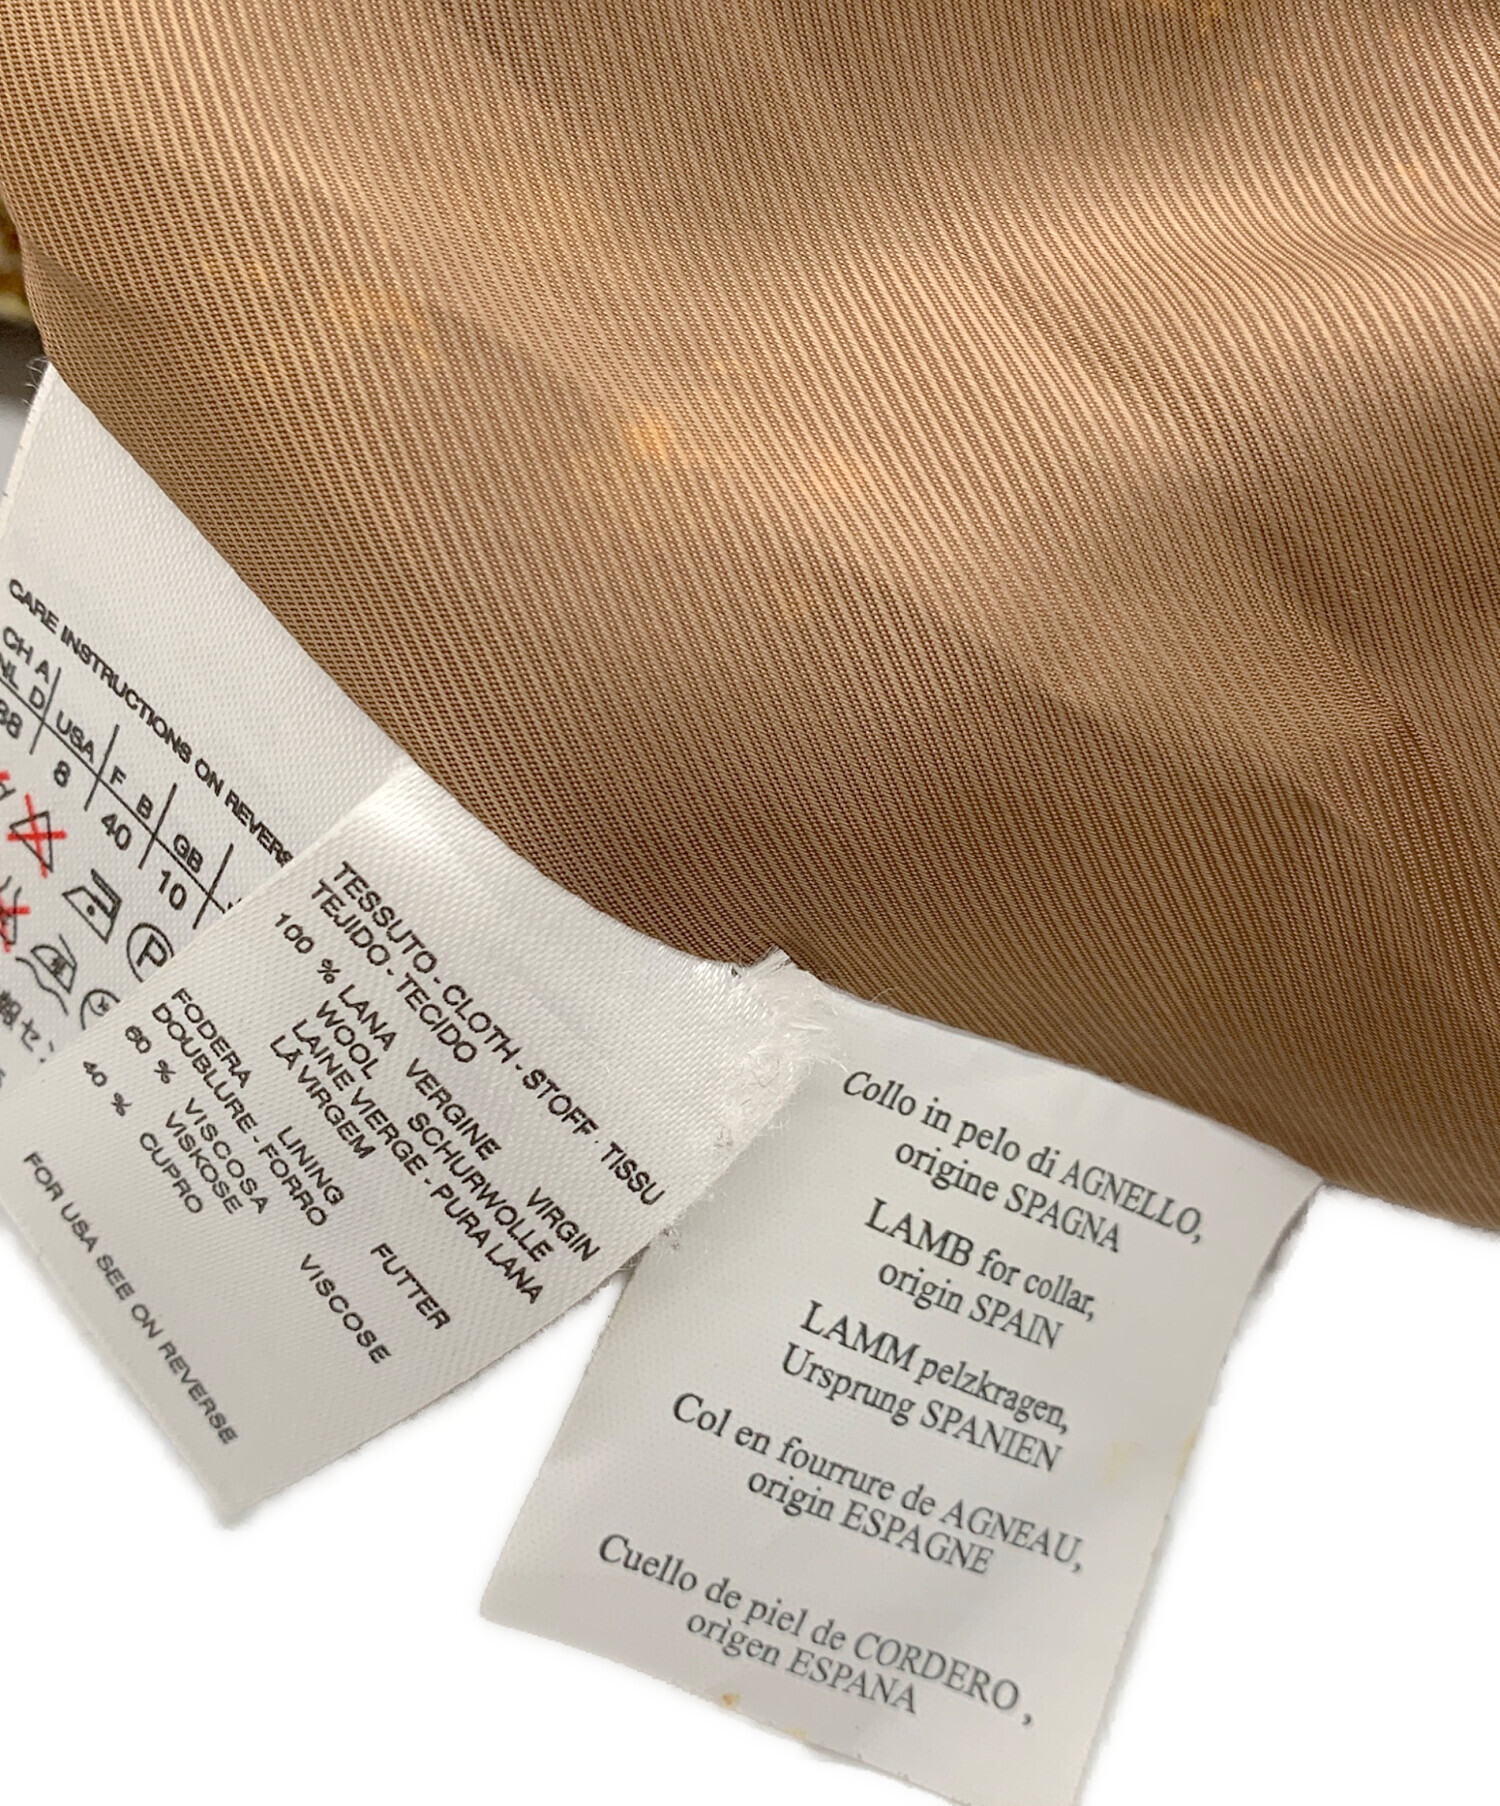 CARE INSTRUCTIONS ON REVERSE
CH A USA F B GB
NL D
38 8 40 10
P
TESSUTO - CLOTH - STOFF - TISSU
TEJIDO - TECIDO
100 % LANA VERGINE VIRGIN
WOOL SCHURWOLLE
LAINE VIERGE - PURA LANA
LÃ VIRGEM
FODERA LINING FUTTER
DOUBLURE - FORRO
60 % VISCOSA VISCOSE
VISKOSE
40 % CUPRO
FOR USA SEE ON REVERSE
Collo in pelo di AGNELLO,
origine SPAGNA
LAMB for collar,
origin SPAIN
LAMM pelzkragen,
Ursprung SPANIEN
Col en fourrure de AGNEAU,
origin ESPAGNE
Cuello de piel de CORDERO,
orìgen ESPANA